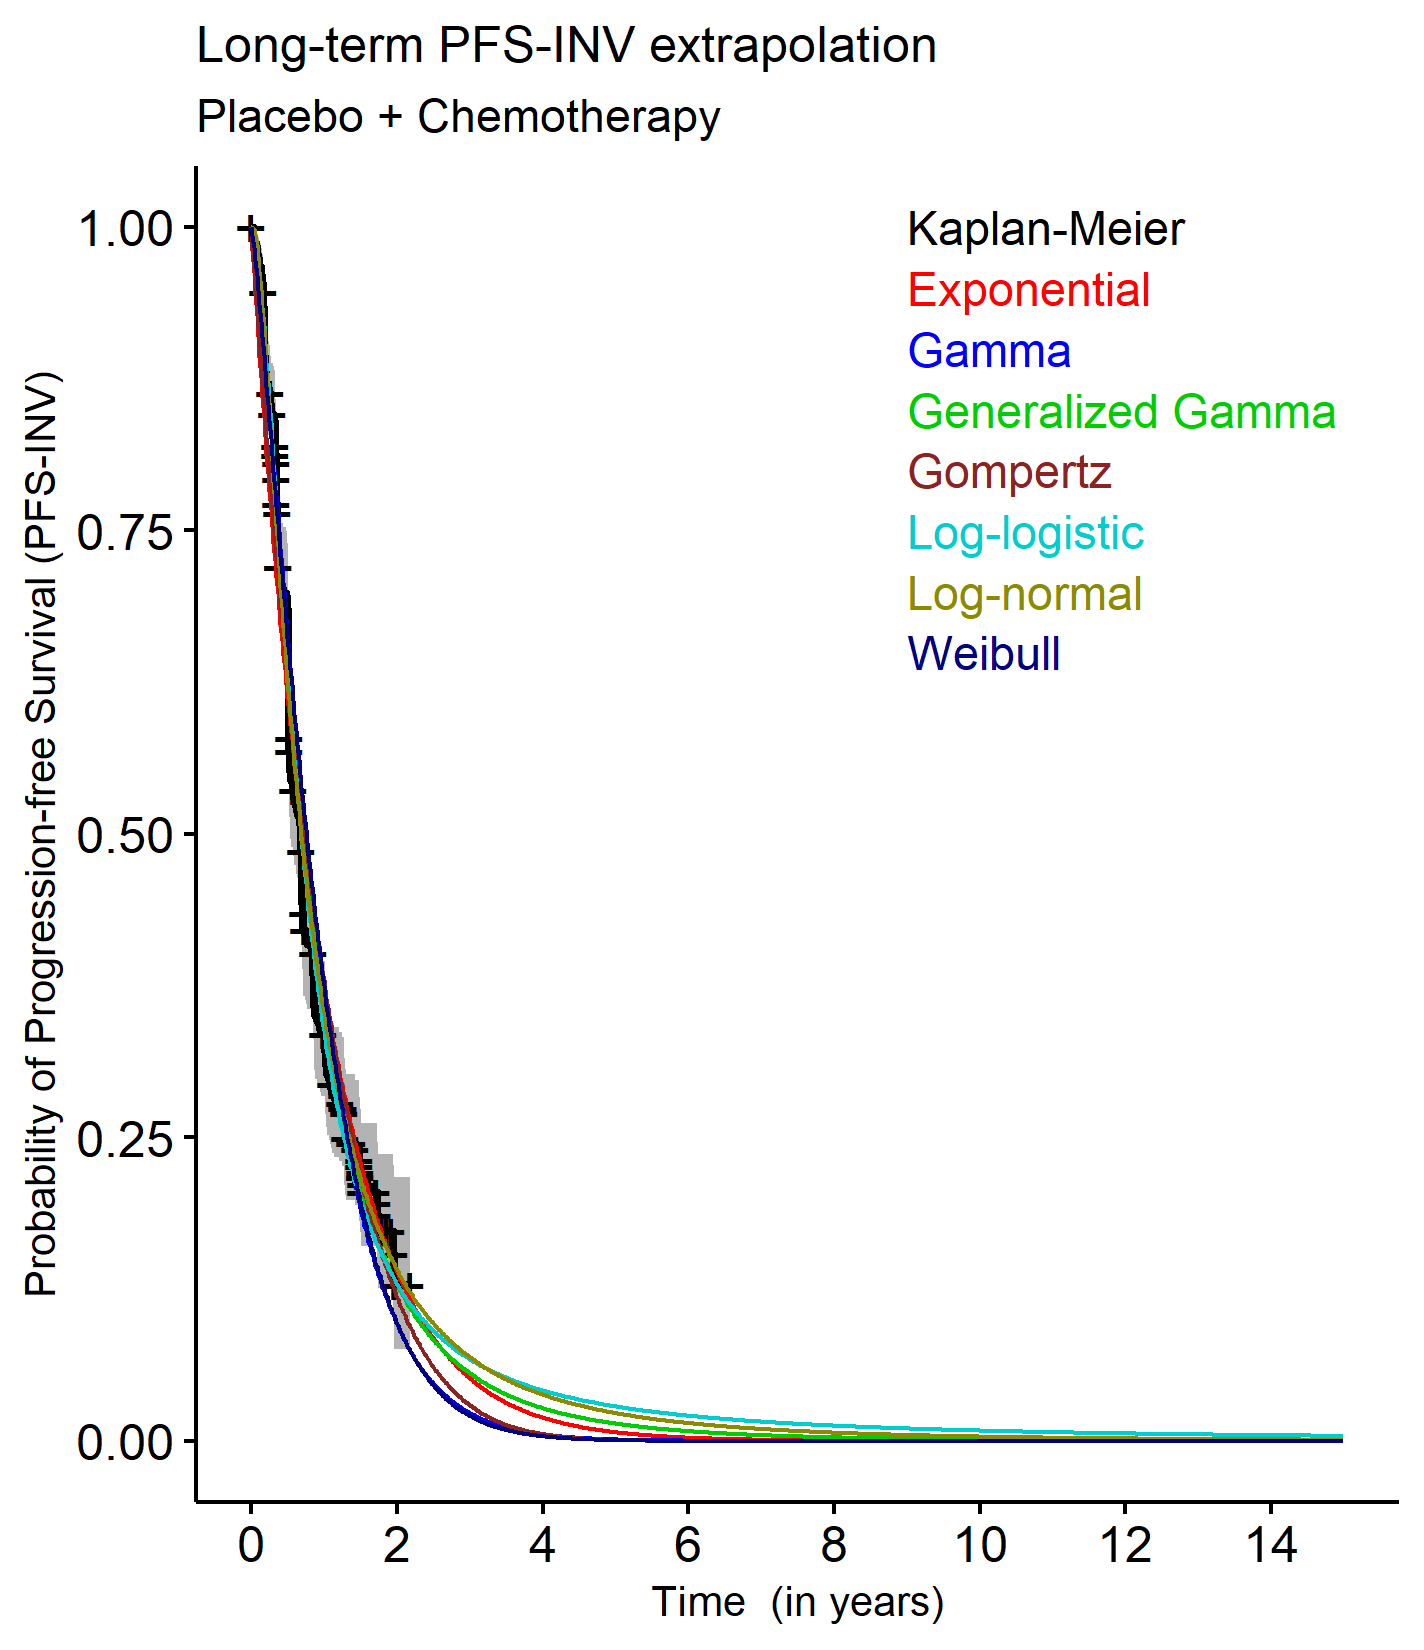 Long-term PFS-INV extrapolation
Placebo + Chemotherapy
Probability of Progression-free Survival (PFS-INV)
1.00
0.75
0.50
0.25
0.00
Kaplan-Meier
Exponential
Gamma
Generalized Gamma
Gompertz
Log-logistic
Log-normal
Weibull
0 2 4 6 8 10 12 14
Time (in years)